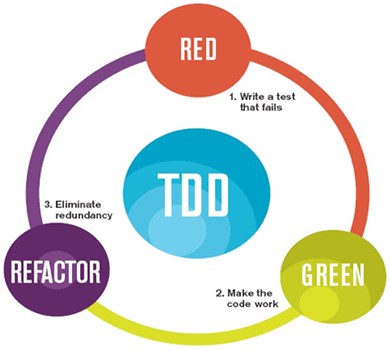 RED
1. Write a test
that fails
TDD
3. Eliminate
redundancy
REFACTOR
GREEN
2. Make the
code work